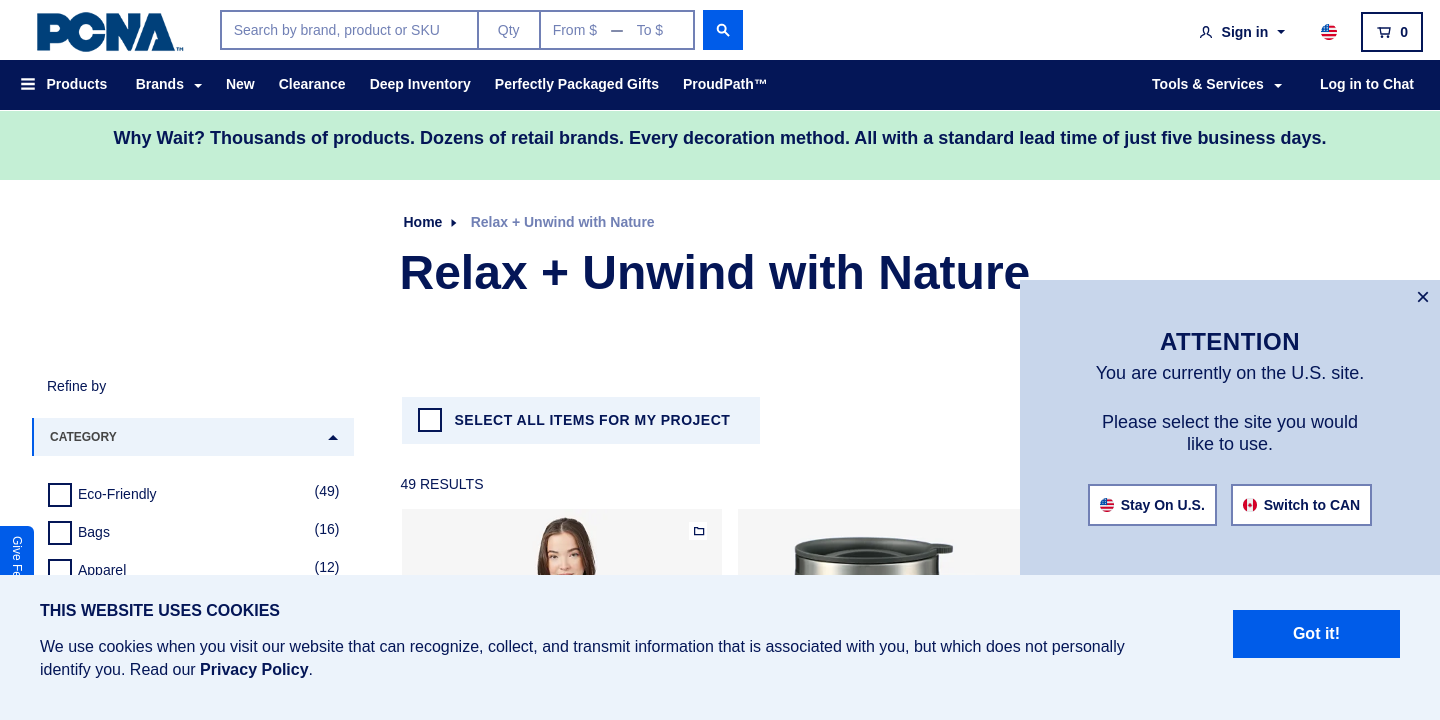 PCNA™
Search by brand, product or SKU
Qty
From $ — To $
Sign in
0
Products
Brands
New
Clearance
Deep Inventory
Perfectly Packaged Gifts
ProudPath™
Tools & Services
Log in to Chat
Why Wait? Thousands of products. Dozens of retail brands. Every decoration method. All with a standard lead time of just five business days.
Home
Relax + Unwind with Nature
Relax + Unwind with Nature
ATTENTION
You are currently on the U.S. site.
Please select the site you would
like to use.
Stay On U.S.
Switch to CAN
Refine by
CATEGORY
Eco-Friendly (49)
Bags (16)
Apparel (12)
SELECT ALL ITEMS FOR MY PROJECT
49 RESULTS
Give
THIS WEBSITE USES COOKIES
We use cookies when you visit our website that can recognize, collect, and transmit information that is associated with you, but which does not personally
identify you. Read our Privacy Policy.
Got it!